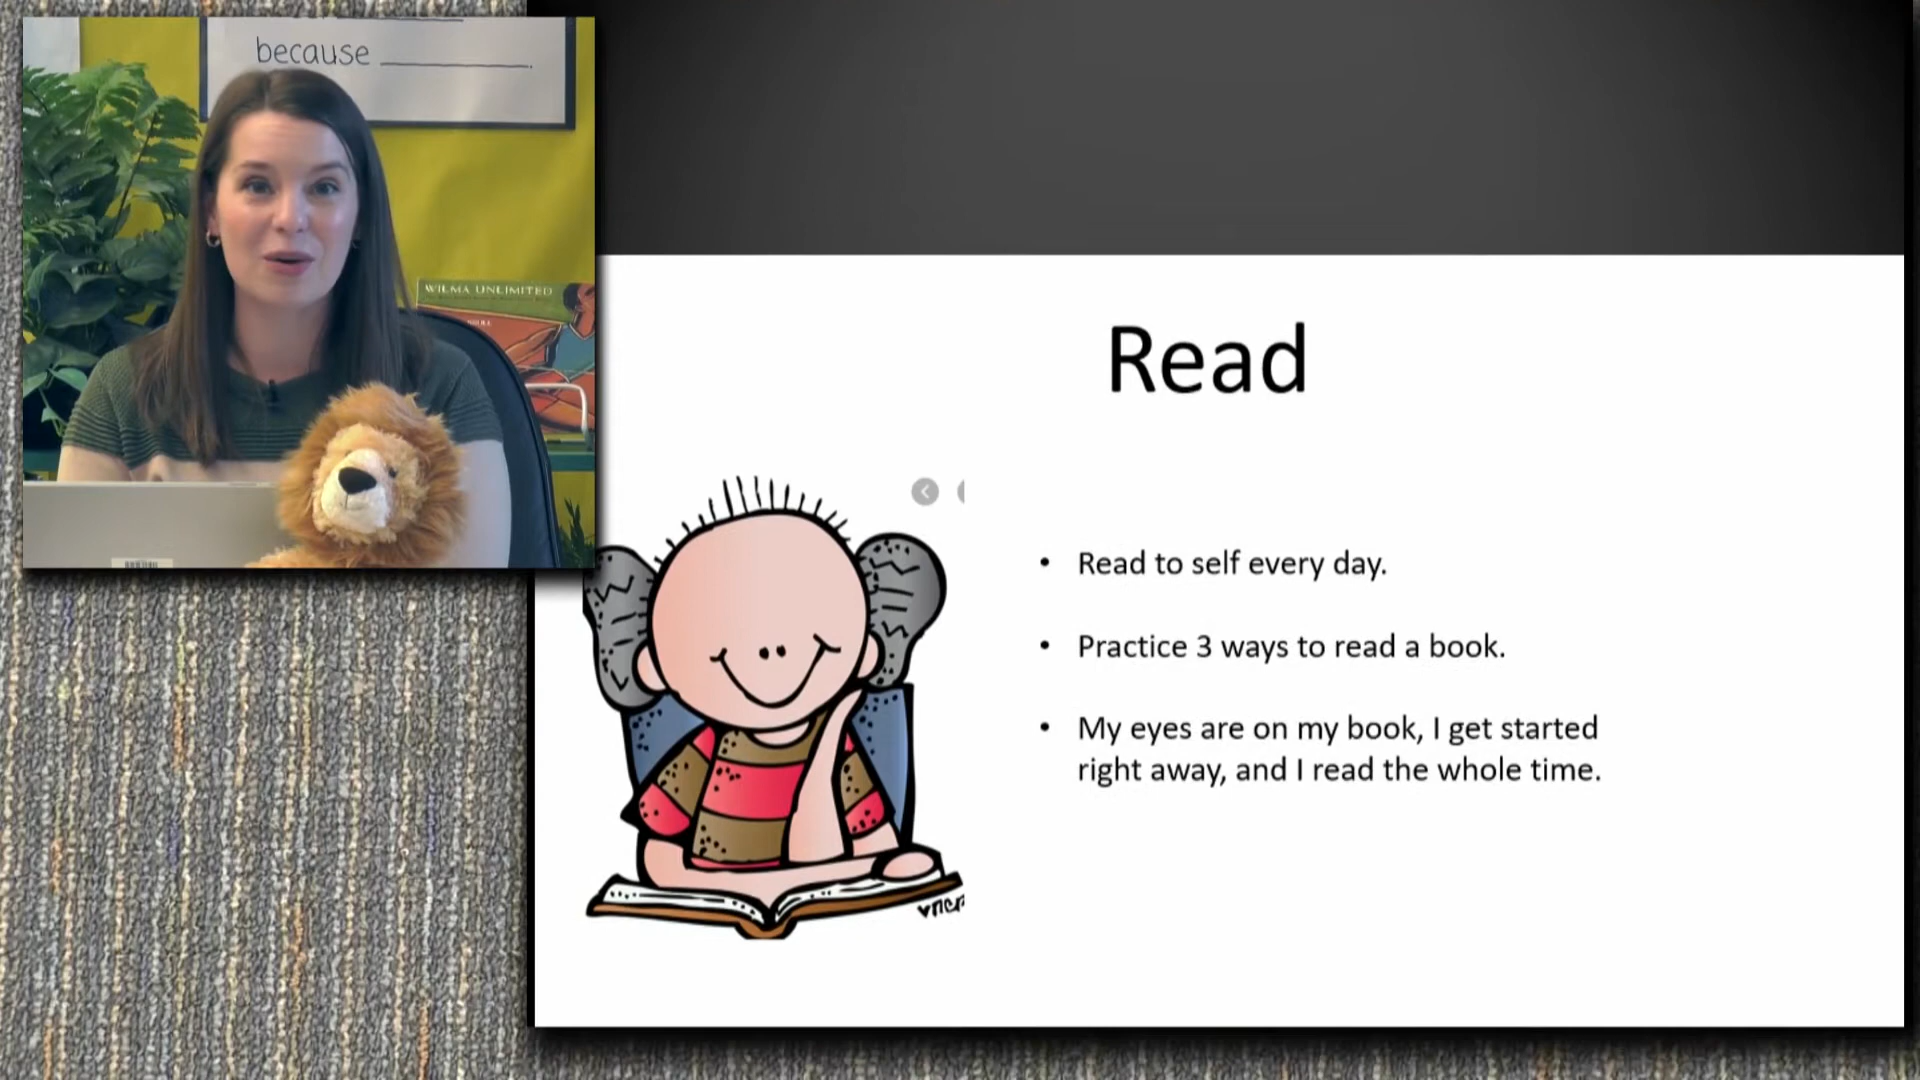 because ____________.
WILMA UNLIMITED
Read
• Read to self every day.
• Practice 3 ways to read a book.
• My eyes are on my book, I get started
right away, and I read the whole time.